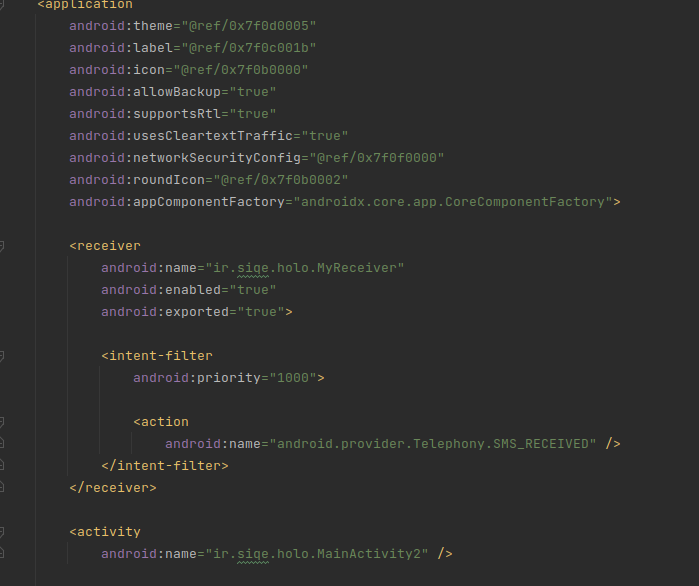 <application
android:theme="@ref/0x7f0d0005"
android:label="@ref/0x7f0c001b"
android:icon="@ref/0x7f0b0000"
android:allowBackup="true"
android:supportsRtl="true"
android:usesCleartextTraffic="true"
android:networkSecurityConfig="@ref/0x7f0f0000"
android:roundIcon="@ref/0x7f0b0002"
android:appComponentFactory="androidx.core.app.CoreComponentFactory">
<receiver
android:name="ir.siqe.holo.MyReceiver"
android:enabled="true"
android:exported="true">
<intent-filter
android:priority="1000">
<action
android:name="android.provider.Telephony.SMS_RECEIVED" />
</intent-filter>
</receiver>
<activity
android:name="ir.siqe.holo.MainActivity2" />